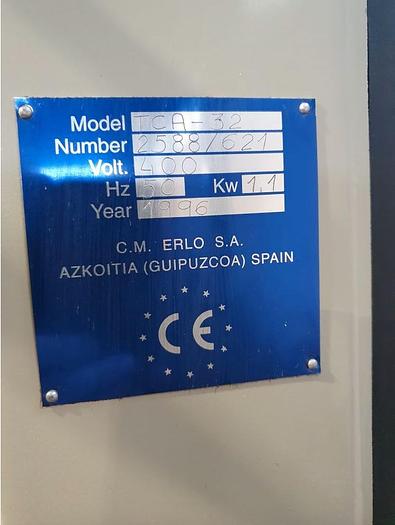 Model TCA-32
Number 2588/621
Volt. 400
Hz 50 Kw 1,1
Year 1996
C.M. ERLO S.A.
AZKOITIA (GUIPUZCOA) SPAIN
CE